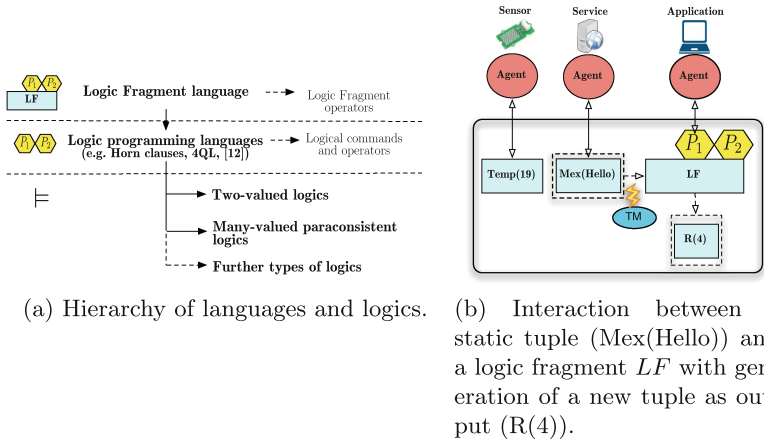 P1 P2
LF
Logic Fragment language
Logic Fragment
operators
P1 P2
Logic programming languages
(e.g. Horn clauses, 4QL, [12])
Logical commands
and operators
Two-valued logics
Many-valued paraconsistent
logics
Further types of logics
(a) Hierarchy of languages and logics.
Sensor Service Application
Agent Agent Agent
P1 P2
Temp(19) Mex(Hello) LF
TM
R(4)
(b) Interaction between
static tuple (Mex(Hello)) an
a logic fragment LF with gen
eration of a new tuple as ou
put (R(4)).